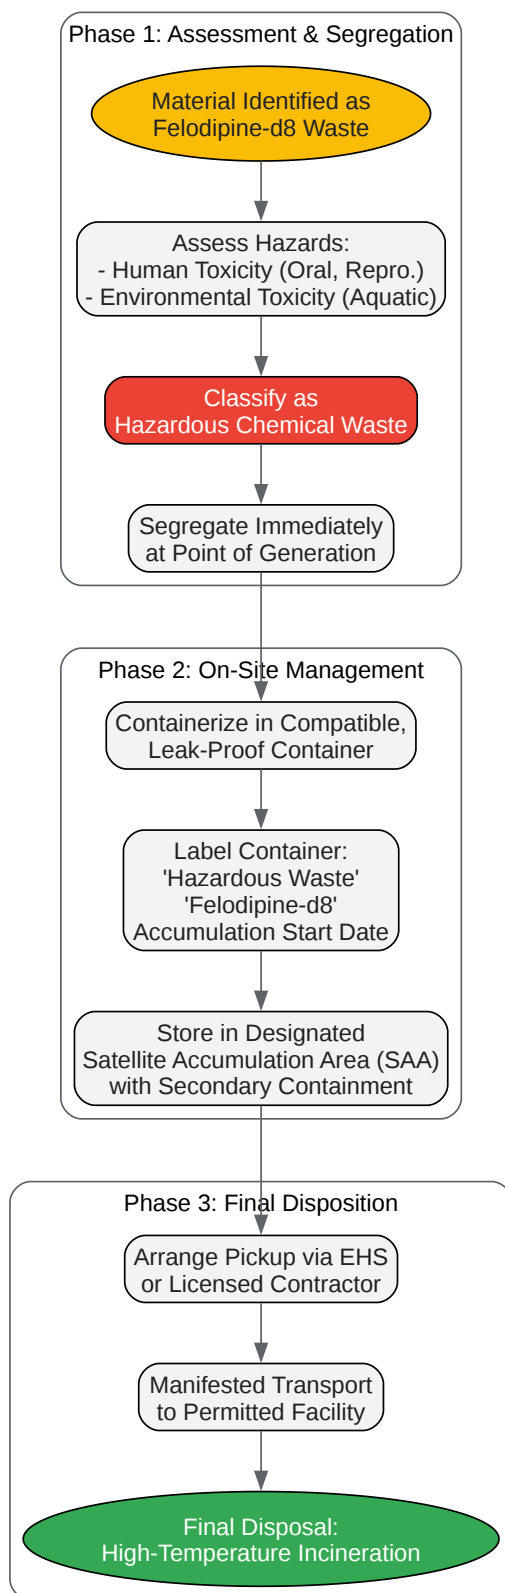 Phase 1: Assessment & Segregation
Material Identified as
Felodipine-d8 Waste
Assess Hazards:
- Human Toxicity (Oral, Repro.)
- Environmental Toxicity (Aquatic)
Classify as
Hazardous Chemical Waste
Segregate Immediately
at Point of Generation
Phase 2: On-Site Management
Containerize in Compatible,
Leak-Proof Container
Label Container:
'Hazardous Waste'
'Felodipine-d8'
Accumulation Start Date
Store in Designated
Satellite Accumulation Area (SAA)
with Secondary Containment
Phase 3: Final Disposition
Arrange Pickup via EHS
or Licensed Contractor
Manifested Transport
to Permitted Facility
Final Disposal:
High-Temperature Incineration